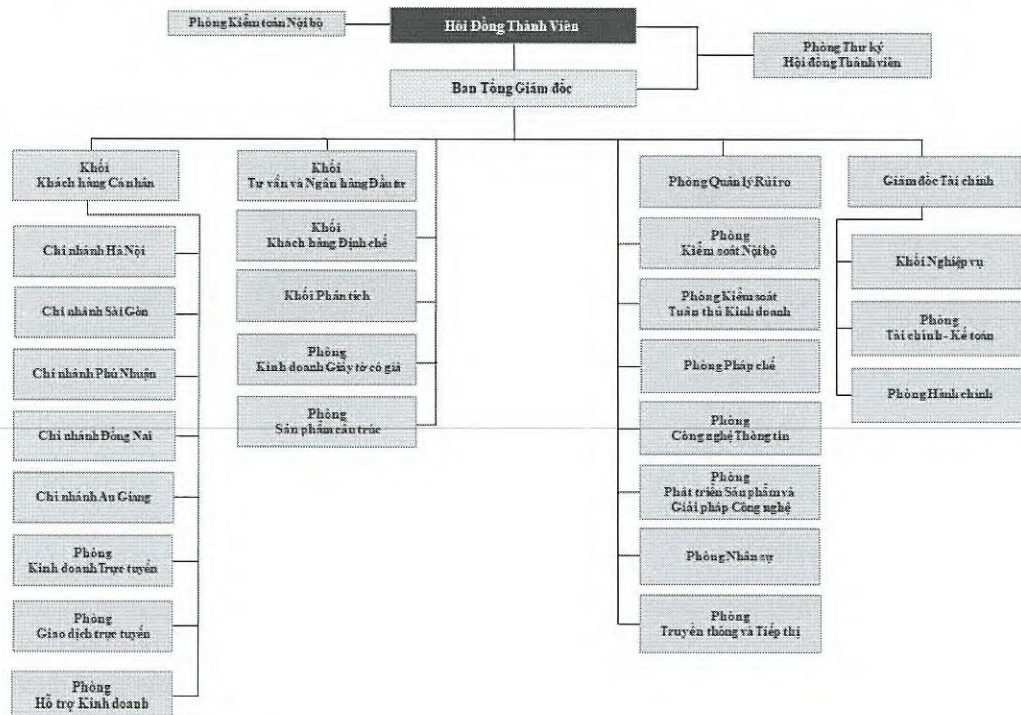 Phòng Kiểm toán Nội bộ
Hội Đồng Thành Viên
Phòng Thư ký
Hội đồng Thành viên
Ban Tổng Giám đốc
Khối
Khách hàng Cá nhân
Chi nhánh Hà Nội
Chi nhánh Sài Gòn
Chi nhánh Phú Nhuận
Chi nhánh Đồng Nai
Chi nhánh An Giang
Phòng
Kinh doanh Trực tuyến
Phòng
Giao dịch trực tuyến
Phòng
Hỗ trợ Kinh doanh
Khối
Tư vấn và Ngân hàng Đầu tư
Khối
Khách hàng Định chế
Khối Phân tích
Phòng
Kinh doanh Giấy tờ có giá
Phòng
Sản phẩm cấu trúc
Phòng Quản lý Rủi ro
Phòng
Kiểm soát Nội bộ
Phòng Kiểm soát
Tuân thủ Kinh doanh
Phòng Pháp chế
Phòng
Công nghệ Thông tin
Phòng
Phát triển Sản phẩm và
Giải pháp Công nghệ
Phòng Nhân sự
Phòng
Truyền thông và Tiếp thị
Giám đốc Tài chính
Khối Nghiệp vụ
Phòng
Tài chính - Kế toán
Phòng Hành chính